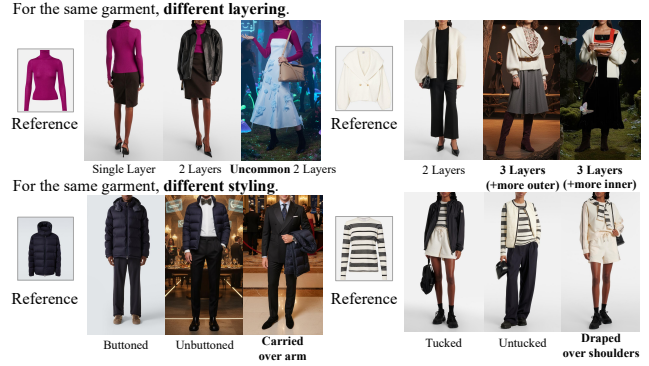 For the same garment, different layering.
Reference
Single Layer
2 Layers
Uncommon 2 Layers
Reference
2 Layers
3 Layers
(+more outer)
3 Layers
(+more inner)
For the same garment, different styling.
Reference
Buttoned
Unbuttoned
Carried
over arm
Reference
Tucked
Untucked
Draped
over shoulders